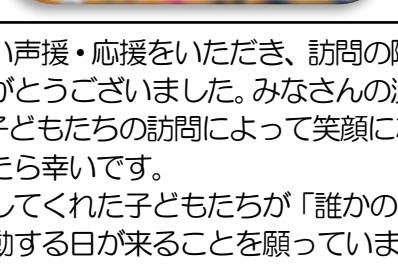 い声援・応援をいただき、訪問の
がとうございました。みなさんの
子どもたちの訪問によって笑顔に
たら幸いです。
してくれた子どもたちが「誰かの
動する日が来ることを願っていま